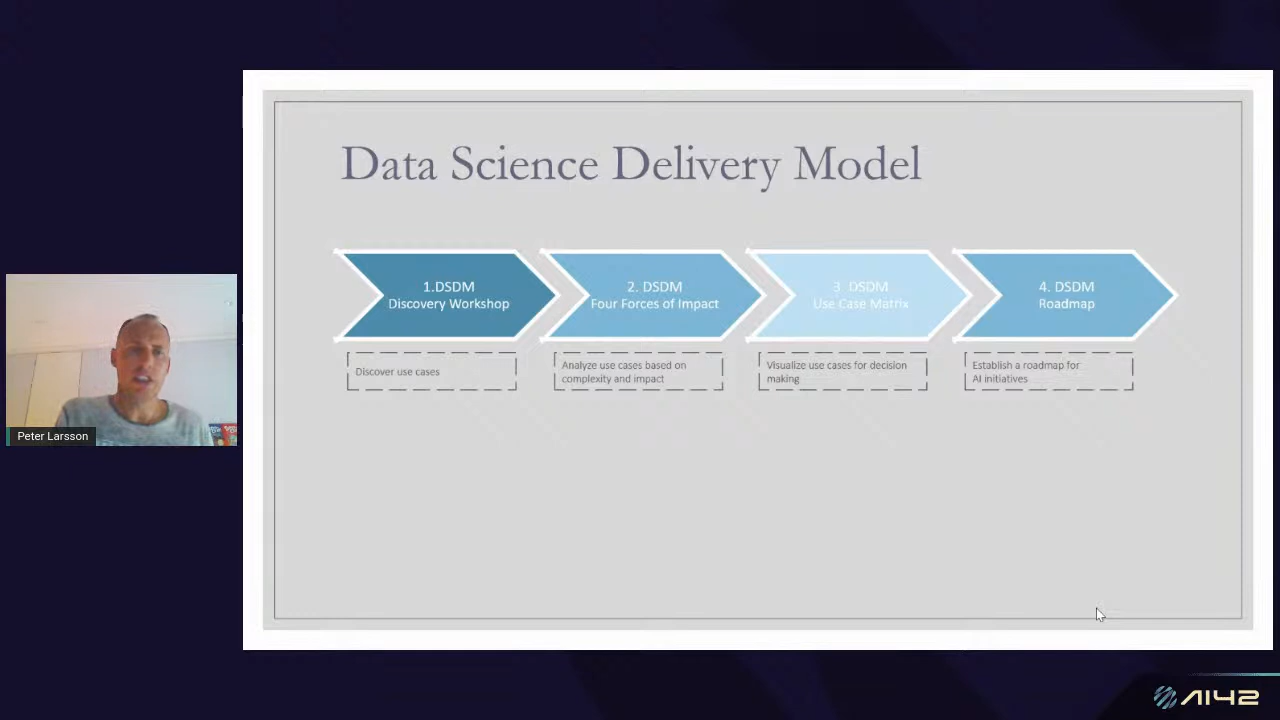 Data Science Delivery Model
1.DSDM
Discovery Workshop
2. DSDM
Four Forces of Impact
3 DSDM
Use Case Matrix
4. DSDM
Roadmap
Discover use cases
Analyze use cases based on
complexity and impact
Visualize use cases for decision
making
Establish a roadmap for
AI initiatives
Peter Larsson
AI42